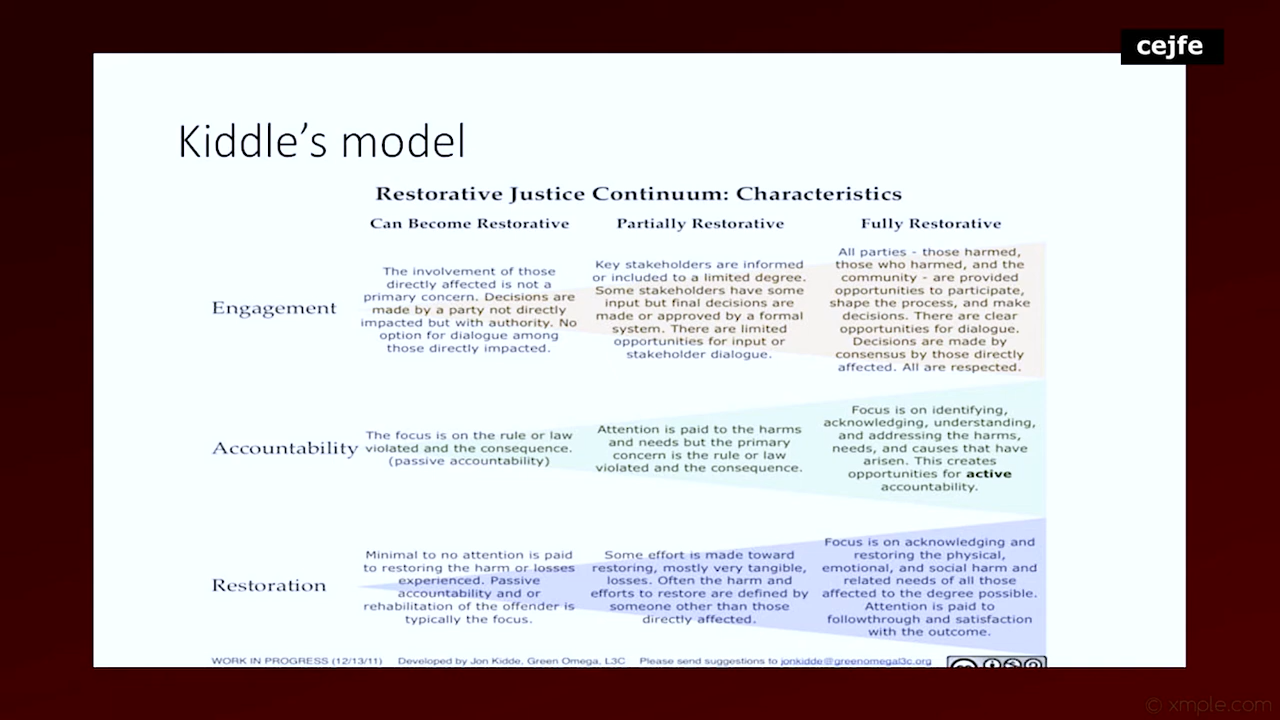 cejfe
Kiddle’s model
Restorative Justice Continuum: Characteristics
Can Become Restorative
Partially Restorative
Fully Restorative
Engagement
The involvement of those
directly affected is not a
primary concern. Decisions are
made by a party not directly
impacted but with authority. No
option for dialogue among
those directly impacted.
Key stakeholders are informed
or included to a limited degree.
Some stakeholders have some
input but final decisions are
made or approved by a formal
system. There are limited
opportunities for input or
stakeholder dialogue.
All parties - those harmed,
those who harmed, and the
community - are provided
opportunities to participate,
shape the process, and make
decisions. There are clear
opportunities for dialogue.
Decisions are made by
consensus by those directly
affected. All are respected.
Accountability
The focus is on the rule or law
violated and the consequence.
(passive accountability)
Attention is paid to the harms
and needs but the primary
concern is the rule or law
violated and the consequence.
Focus is on identifying,
acknowledging, understanding,
and addressing the harms,
needs, and causes that have
arisen. This creates
opportunities for active
accountability.
Restoration
Minimal to no attention is paid
to restoring the harm or losses
experienced. Passive
accountability and or
rehabilitation of the offender is
typically the focus.
Some effort is made toward
restoring, mostly very tangible,
losses. Often the harm and
efforts to restore are defined by
someone other than those
directly affected.
Focus is on acknowledging and
restoring the physical,
emotional, and social harm and
related needs of all those
affected to the degree possible.
Attention is paid to
followthrough and satisfaction
with the outcome.
WORK IN PROGRESS (12/13/11) Developed by Jon Kidde, Green Omega, L3C Please send suggestions to jonkidde@greenomegal3c.org
© xmple.com